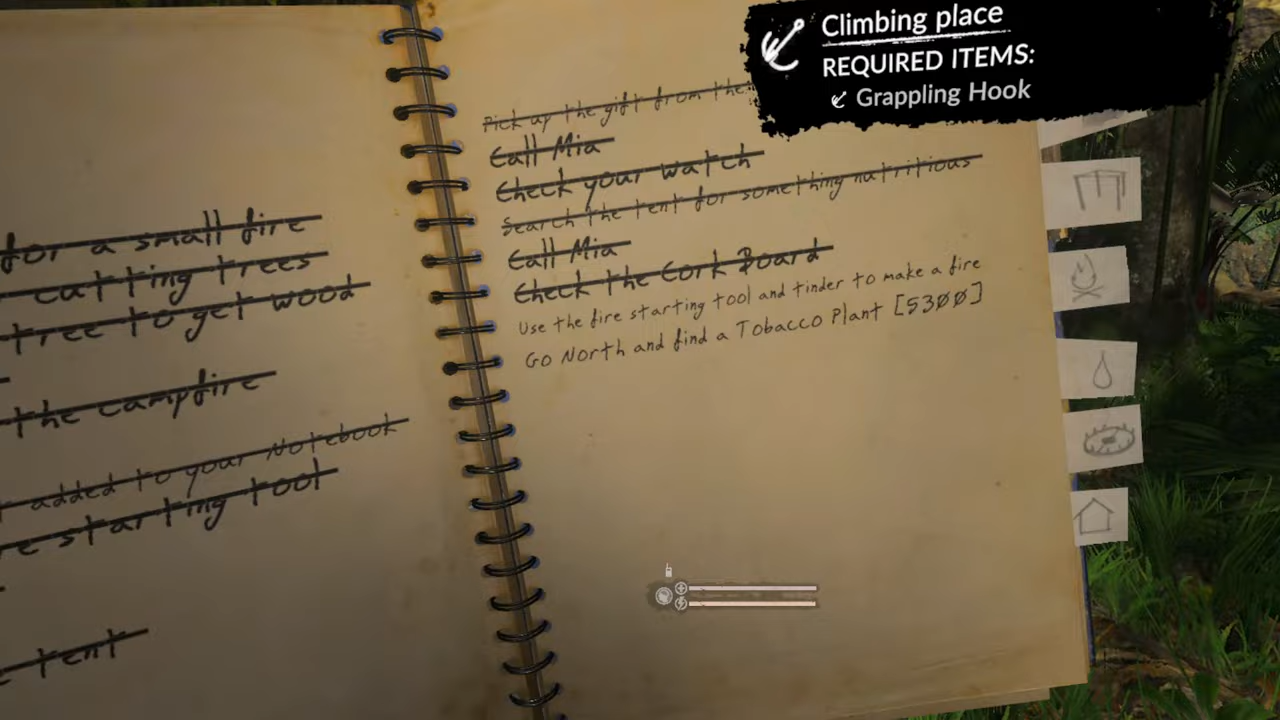 Climbing place
REQUIRED ITEMS:
Grappling Hook
for a small fire
cutting trees
tree to get wood
the campfire
added to your Notebook
starting tool
tent
Pick up the gift from the
Call Mia
Check your watch
Search the tent for something nutritious
Call Mia
Check the Cork Board
Use the fire starting tool and tinder to make a fire
Go North and find a Tobacco Plant [5300]